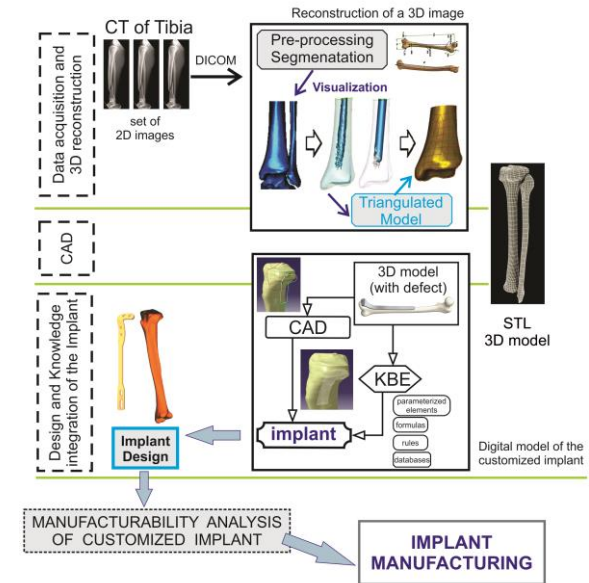 Reconstruction of a 3D image
CT of Tibia
DICOM
set of
2D images
Pre-processing
Segmenatation
Visualization
Triangulated
Model
Data acquisition and
3D reconstruction
CAD
STL
3D model
3D model
(with defect)
CAD
KBE
parameterized
elements
formulas
rules
databases
implant
Design and Knowledge
integration of the Implant
Implant
Design
Digital model of the
customized implant
MANUFACTURABILITY ANALYSIS
OF CUSTOMIZED IMPLANT
IMPLANT
MANUFACTURING